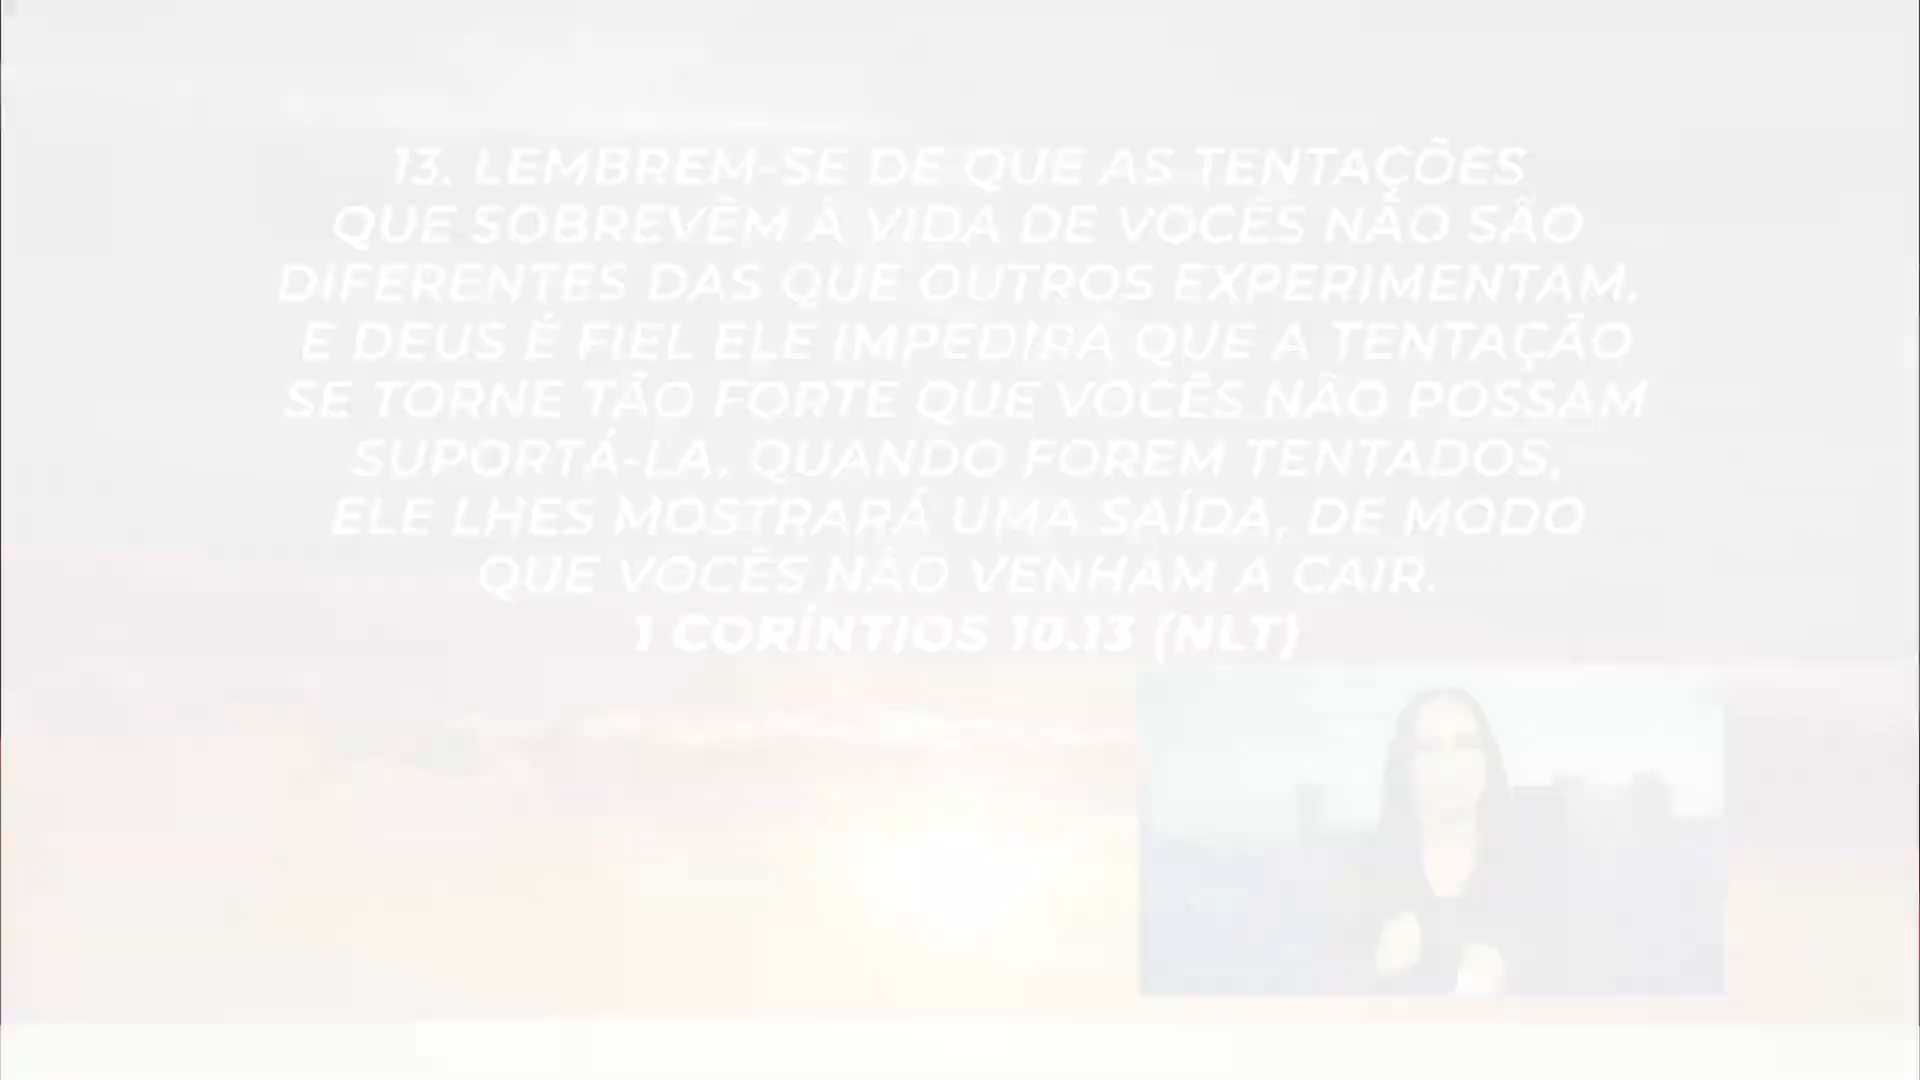 13. LEMBREM-SE DE QUE AS TENTAÇÕES
QUE SOBREVÊM À VIDA DE VOCÊS NÃO SÃO
DIFERENTES DAS QUE OUTROS EXPERIMENTAM.
E DEUS É FIEL ELE IMPEDIRÁ QUE A TENTAÇÃO
SE TORNE TÃO FORTE QUE VOCÊS NÃO POSSAM
SUPORTÁ-LA. QUANDO FOREM TENTADOS,
ELE LHES MOSTRARÁ UMA SAÍDA, DE MODO
QUE VOCÊS NÃO VENHAM A CAIR.
1 CORÍNTIOS 10.13 (NLT)